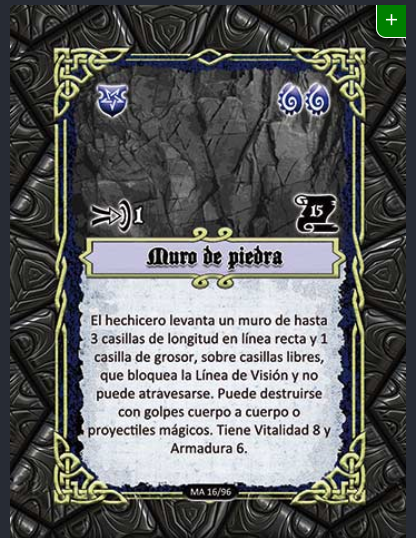 +
1
15
Muro de piedra
El hechicero levanta un muro de hasta
3 casillas de longitud en línea recta y 1
casilla de grosor, sobre casillas libres,
que bloquea la Línea de Visión y no
puede atravesarse. Puede destruirse
con golpes cuerpo a cuerpo o
proyectiles mágicos. Tiene Vitalidad 8 y
Armadura 6.
MA 16/96